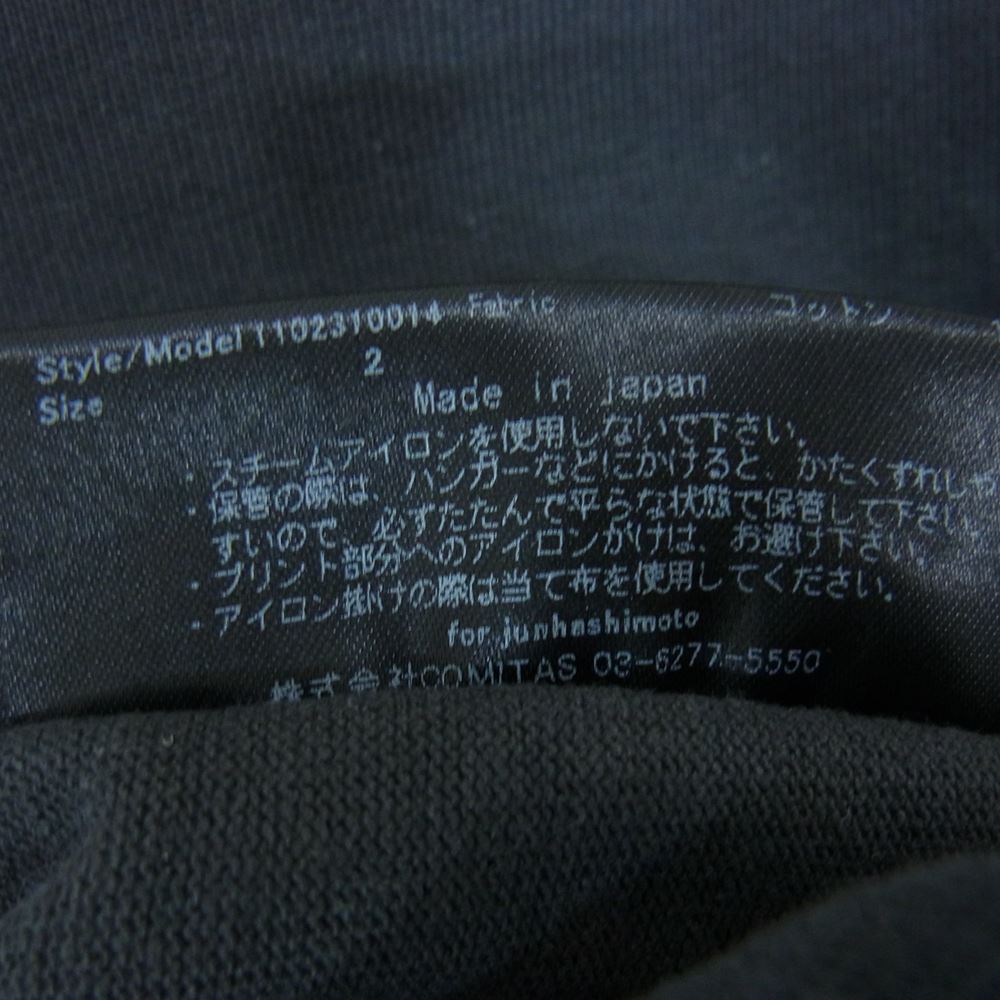 Style/Model 1102310014 Fabric コットン
Size 2
Made in Japan
・スチームアイロンを使用しないで下さい。
・保管の際は、ハンガーなどにかけると、かたくずれしや
すいので、必ずたたんで平らな状態で保管して下さい。
・プリント部分へのアイロンがけは、お避け下さい。
・アイロン掛けの際は当て布を使用してください。
for junhashimoto
株式会社COMITAS 03-6277-5550